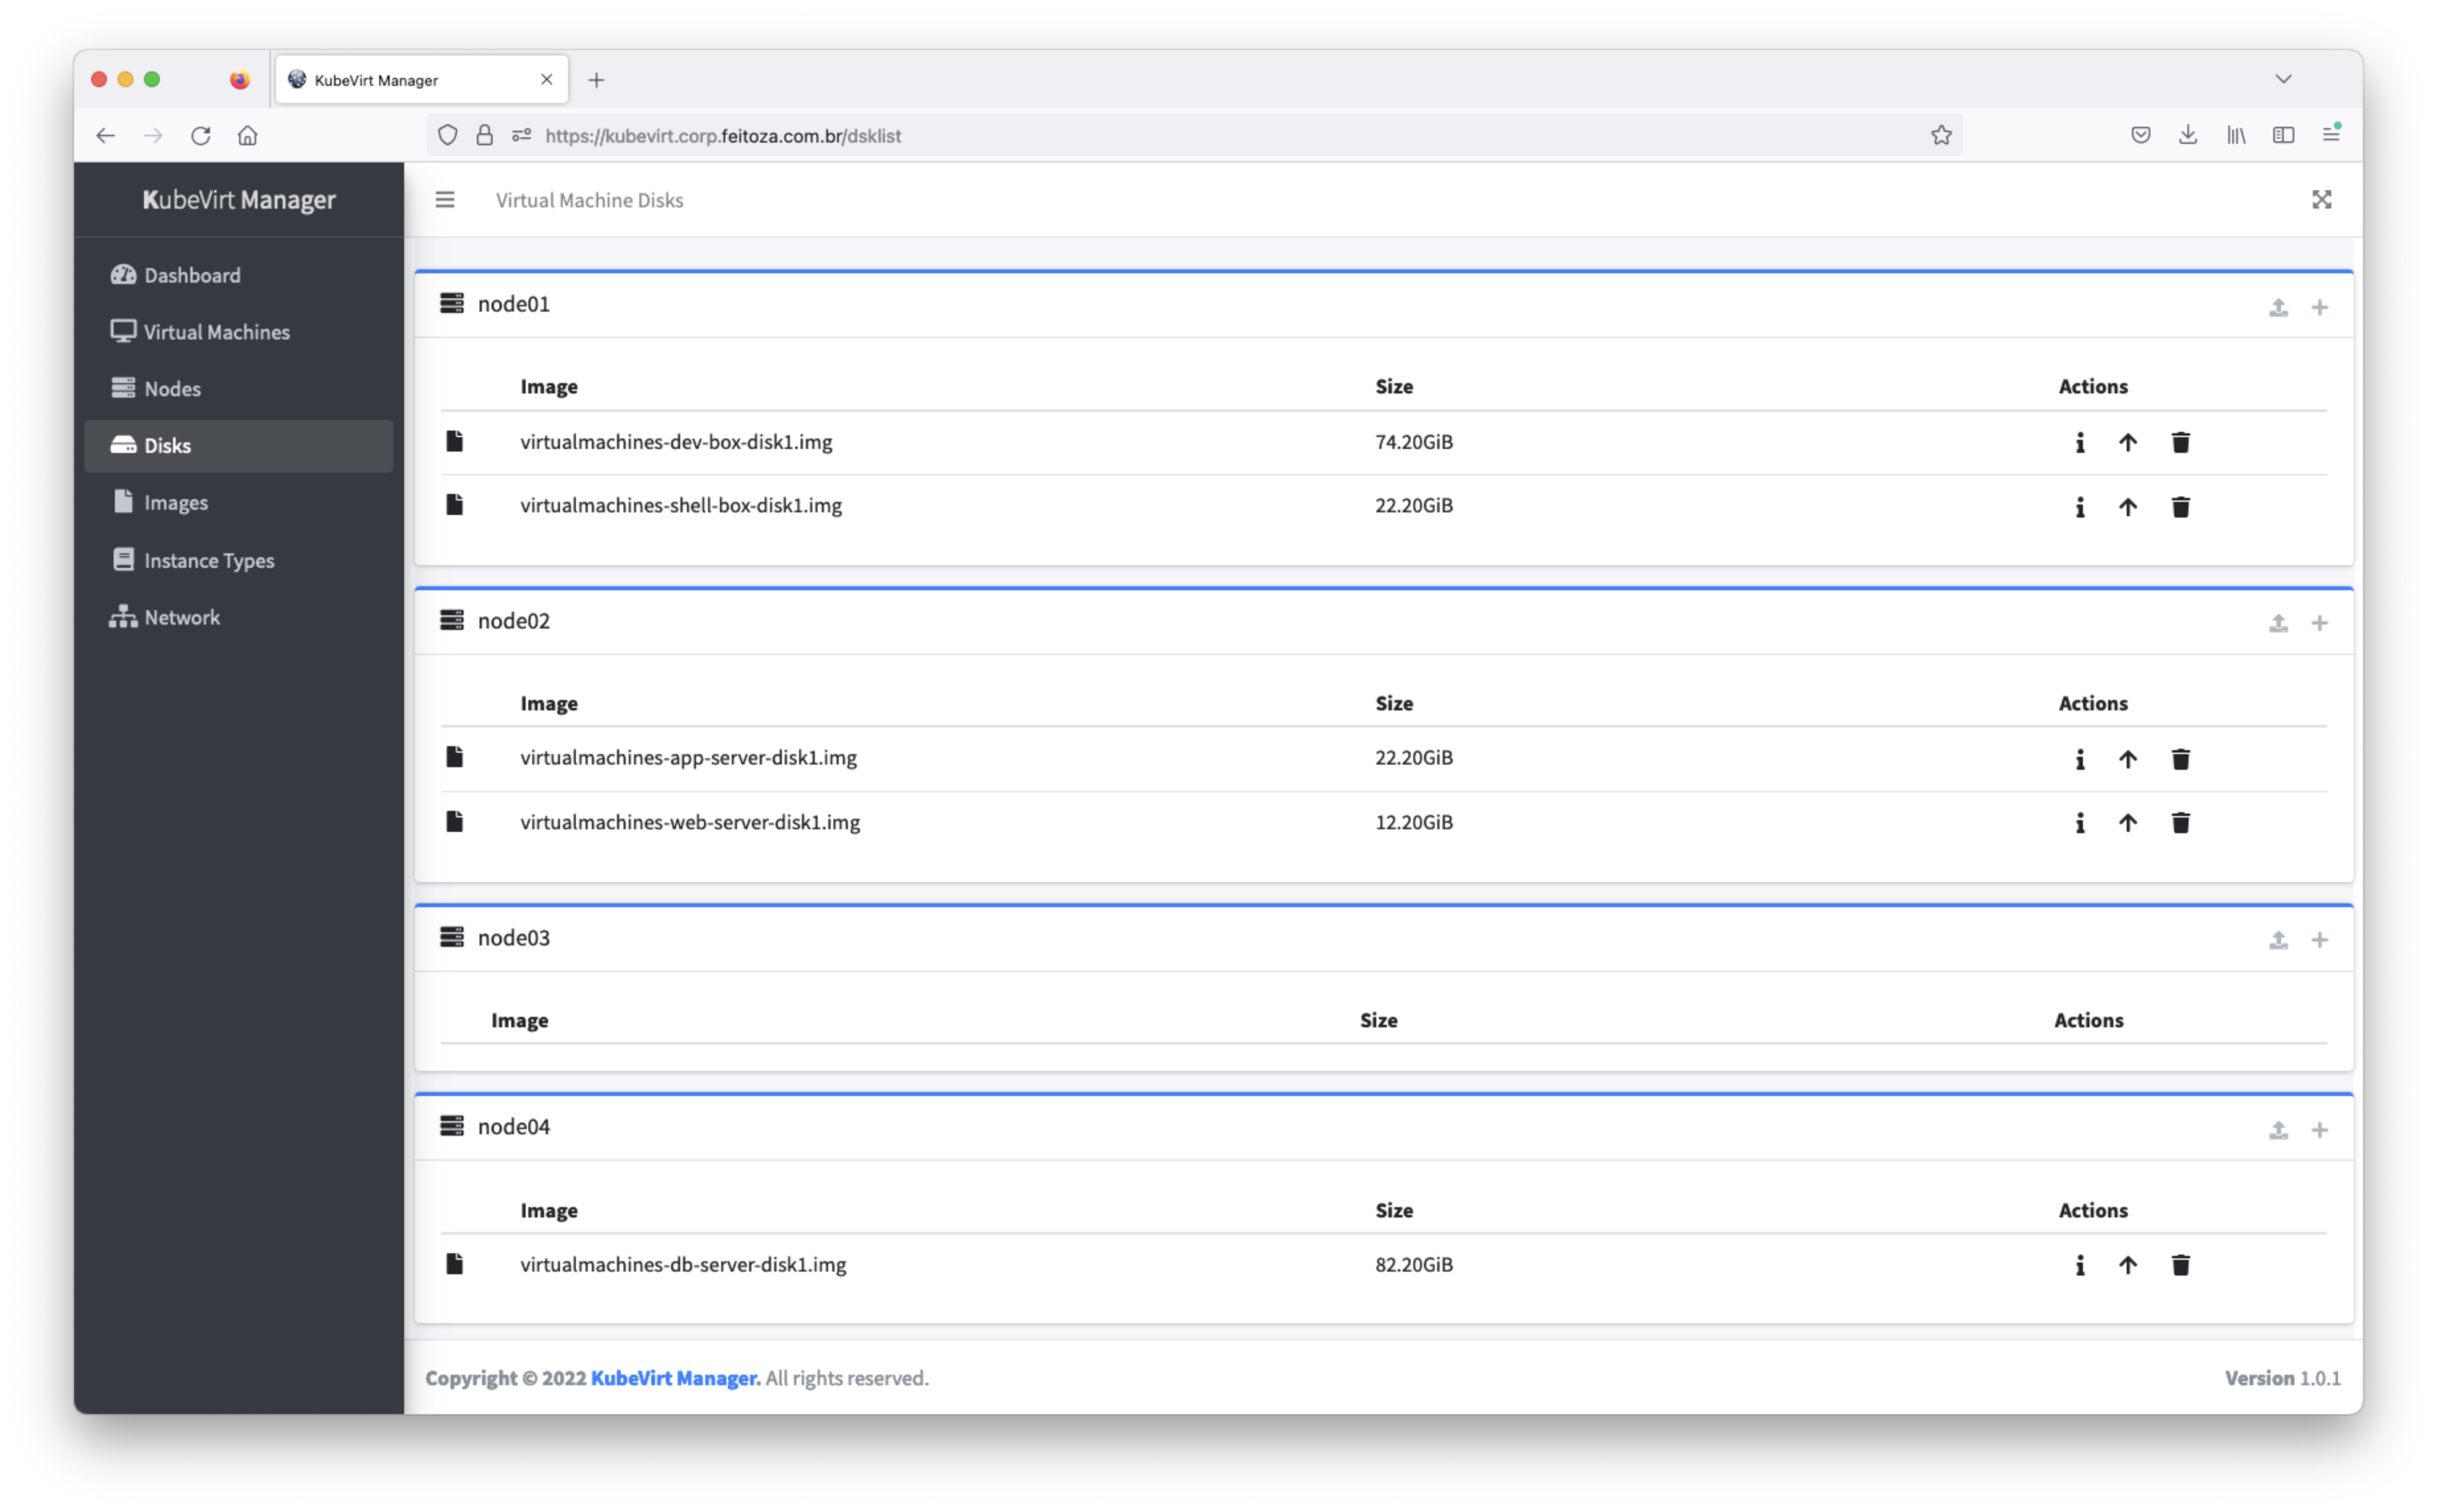 KubeVirt Manager
https://kubevirt.corp.feitoza.com.br/dsklist
KubeVirt Manager
Virtual Machine Disks
Dashboard
Virtual Machines
Nodes
Disks
Images
Instance Types
Network
node01
Image Size Actions
virtualmachines-dev-box-disk1.img 74.20GiB
virtualmachines-shell-box-disk1.img 22.20GiB
node02
Image Size Actions
virtualmachines-app-server-disk1.img 22.20GiB
virtualmachines-web-server-disk1.img 12.20GiB
node03
Image Size Actions
node04
Image Size Actions
virtualmachines-db-server-disk1.img 82.20GiB
Copyright © 2022 KubeVirt Manager. All rights reserved.
Version 1.0.1